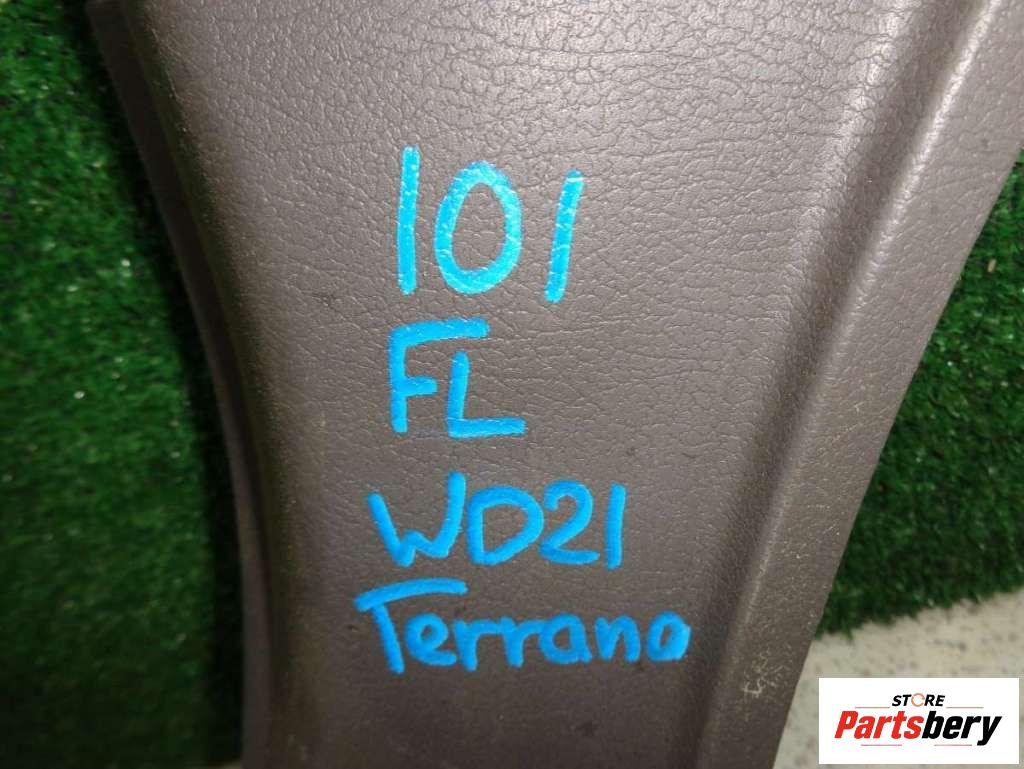 101
FL
WD21
Terrano
STORE
Partsbery